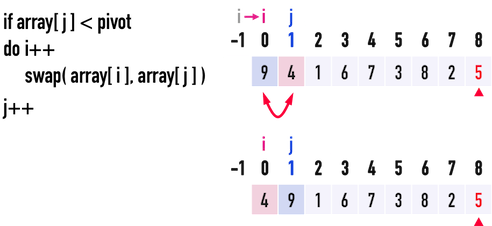 if array[ j ] < pivot
do i++
swap( array[ i ], array[ j ] )
j++
i i j
-1 0 1 2 3 4 5 6 7 8
9 4 1 6 7 3 8 2 5
i j
-1 0 1 2 3 4 5 6 7 8
4 9 1 6 7 3 8 2 5